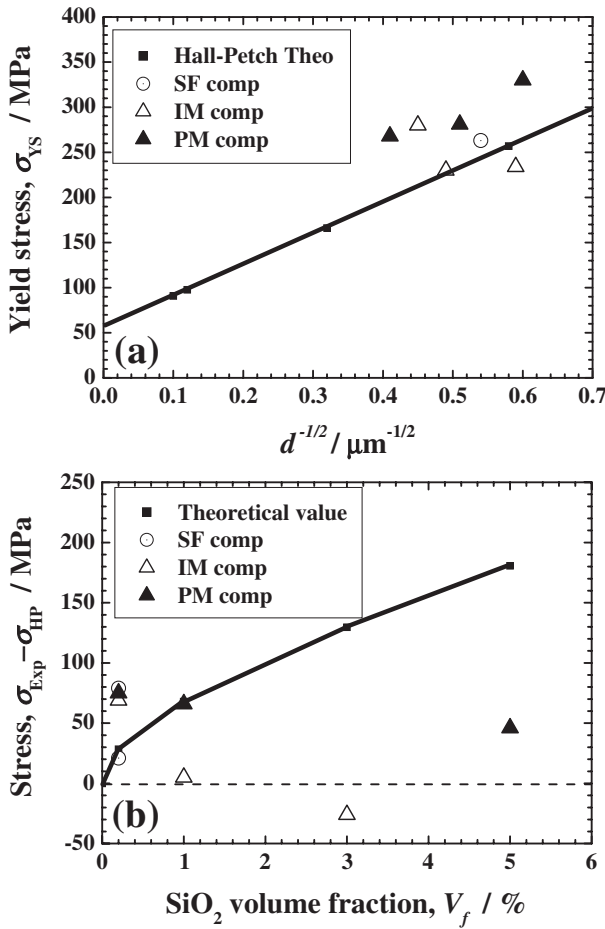 400
350
300
250
200
150
100
50
0
Yield stress, σYS / MPa
Hall-Petch Theo
SF comp
IM comp
PM comp
(a)
0.0 0.1 0.2 0.3 0.4 0.5 0.6 0.7
d-1/2 / μm-1/2
250
200
150
100
50
0
-50
Stress, σExp−σHP / MPa
Theoretical value
SF comp
IM comp
PM comp
(b)
0 1 2 3 4 5 6
SiO2 volume fraction, Vf / %